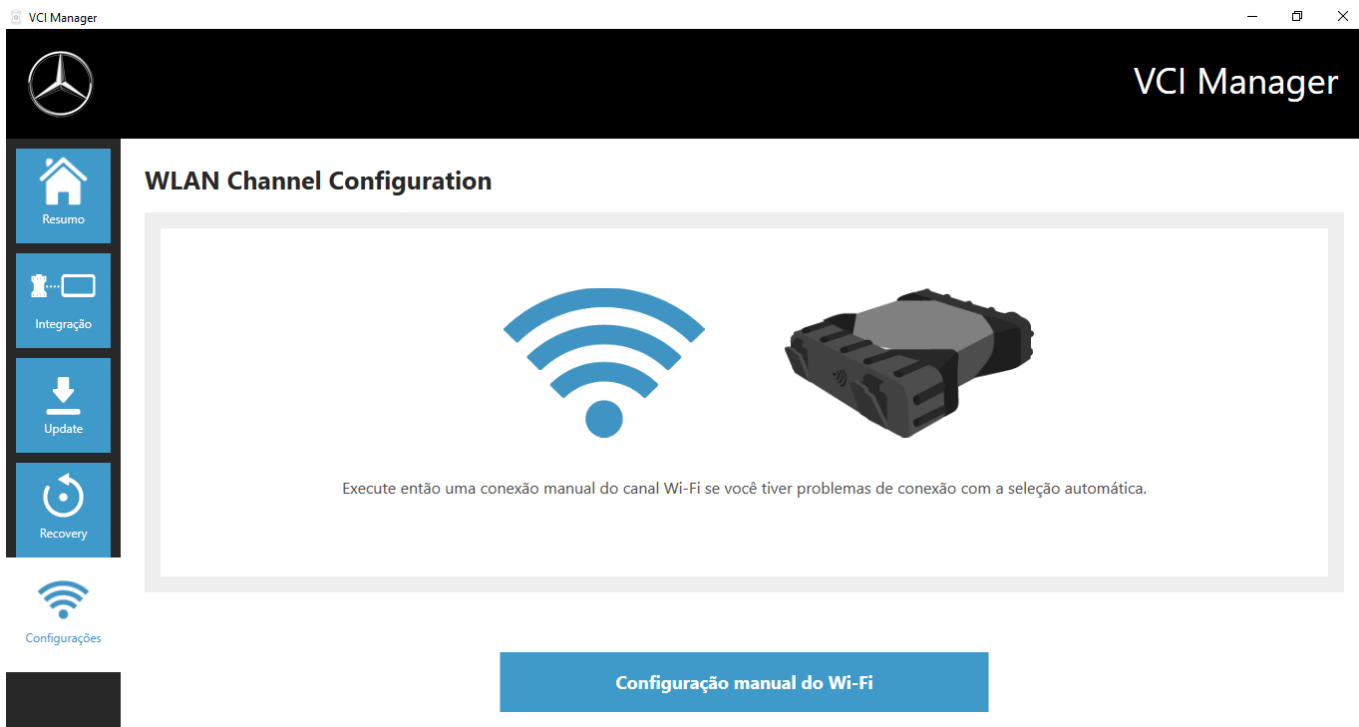 VCI Manager
VCI Manager
Resumo
Integração
Update
Recovery
Configurações
WLAN Channel Configuration
Execute então uma conexão manual do canal Wi-Fi se você tiver problemas de conexão com a seleção automática.
Configuração manual do Wi-Fi